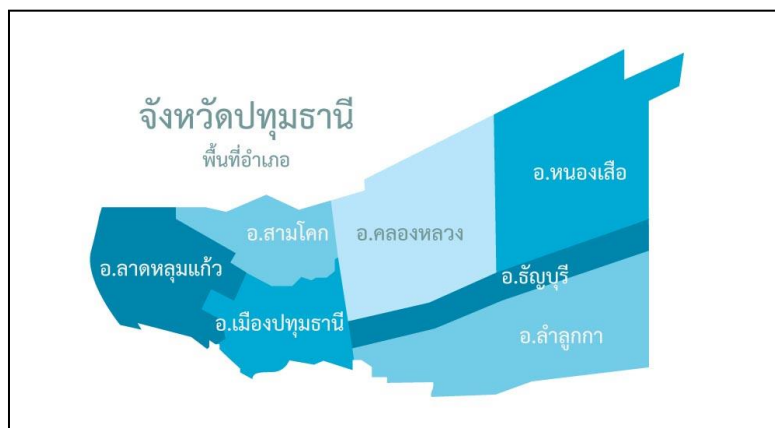 จังหวัดปทุมธานี
พื้นที่อำเภอ
อ.หนองเสือ
อ.สามโคก
อ.คลองหลวง
อ.ลาดหลุมแก้ว
อ.ธัญบุรี
อ.เมืองปทุมธานี
อ.ลำลูกกา